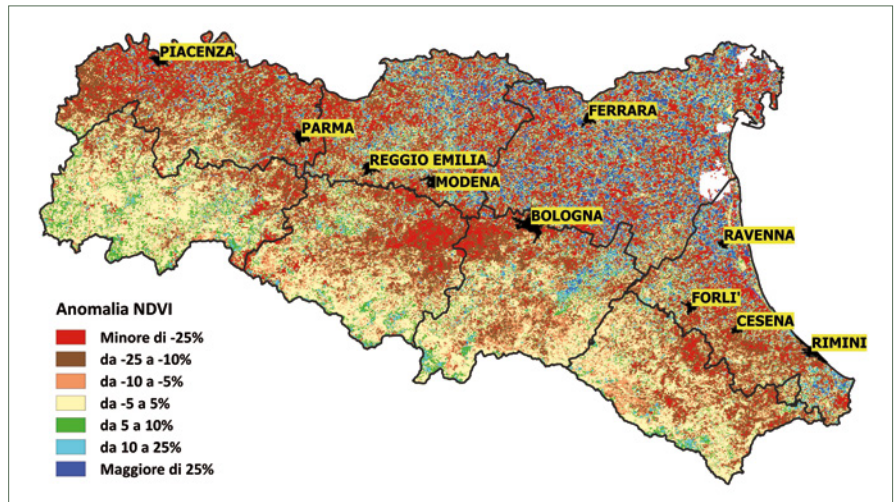 PIACENZA
PARMA
FERRARA
REGGIO EMILIA
MODENA
BOLOGNA
RAVENNA
FORLI'
CESENA
RIMINI
Anomalia NDVI
Minore di -25%
da -25 a -10%
da -10 a -5%
da -5 a 5%
da 5 a 10%
da 10 a 25%
Maggiore di 25%